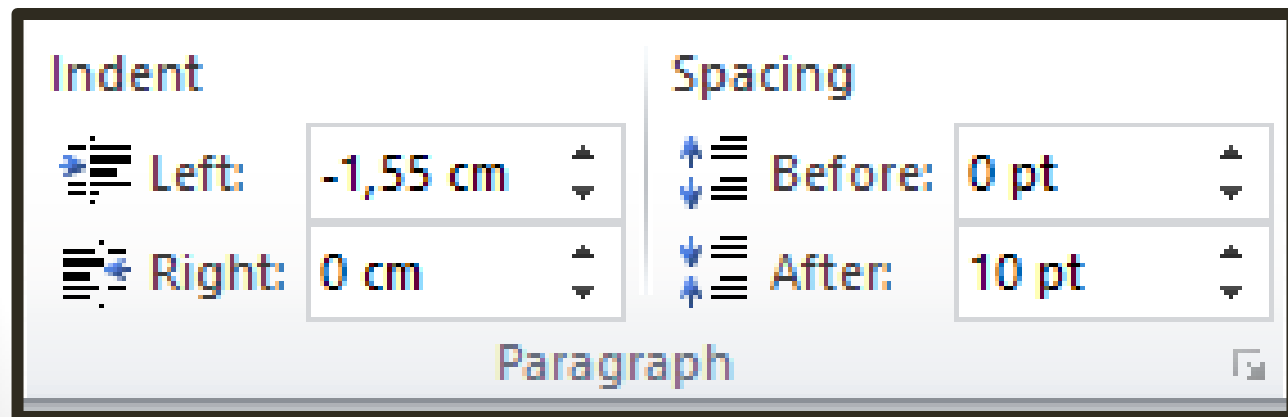 Indent Spacing
Left: -1,55 cm Before: 0 pt
Right: 0 cm After: 10 pt
Paragraph